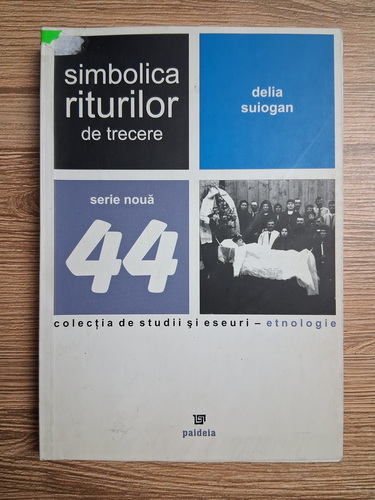 simbolica
riturilor
de trecere
delia
suiogan
serie nouă
44
colecția de studii și eseuri – etnologie
paideia